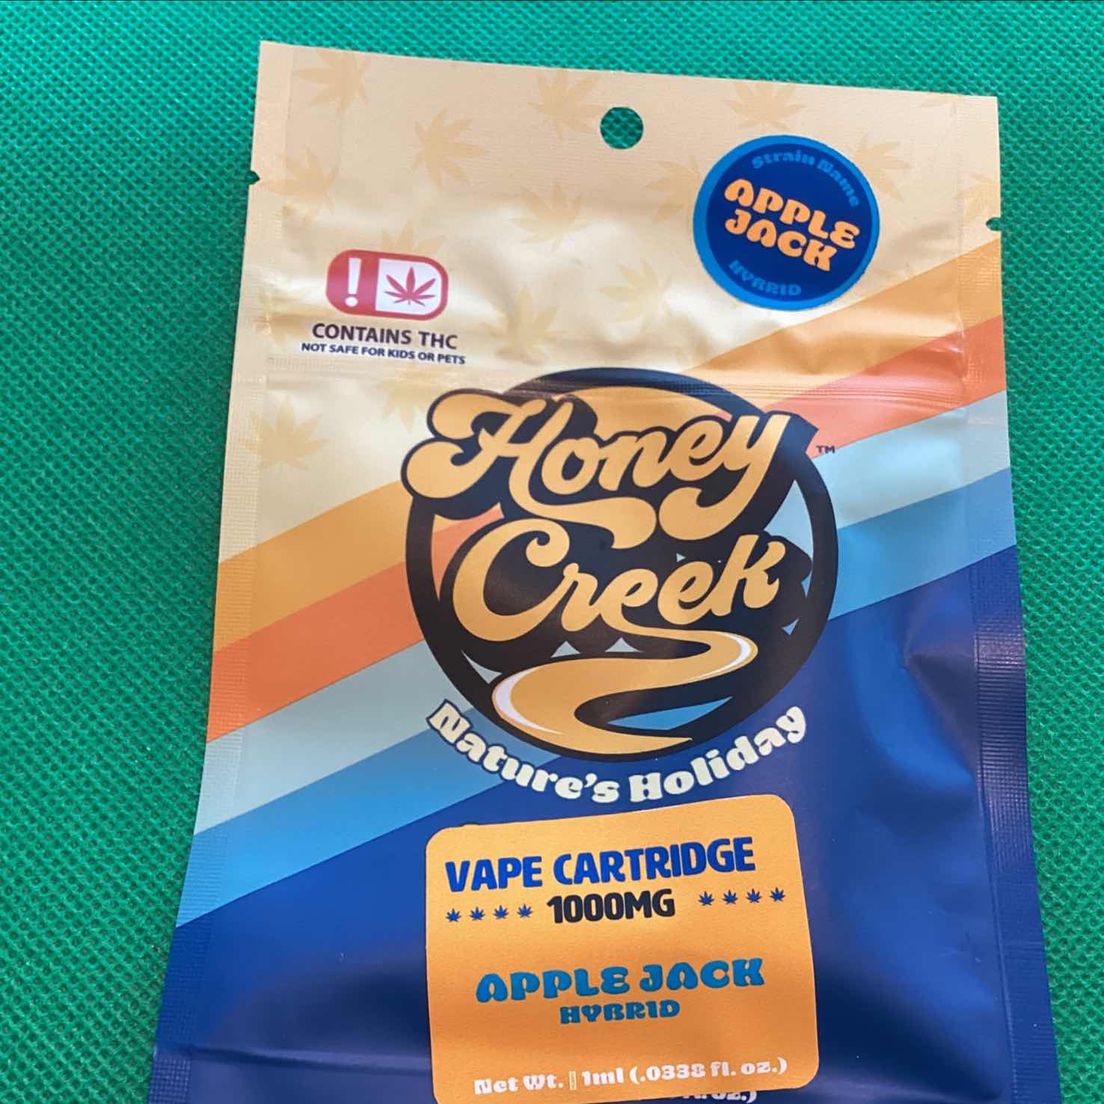 Strain Name
APPLE
JACK
HYBRID
!
CONTAINS THC
NOT SAFE FOR KIDS OR PETS
Honey
Creek
™
Nature's Holiday
VAPE CARTRIDGE
1000MG
APPLE JACK
HYBRID
Net Wt. 1ml (.0338 fl. oz.)
oz.)